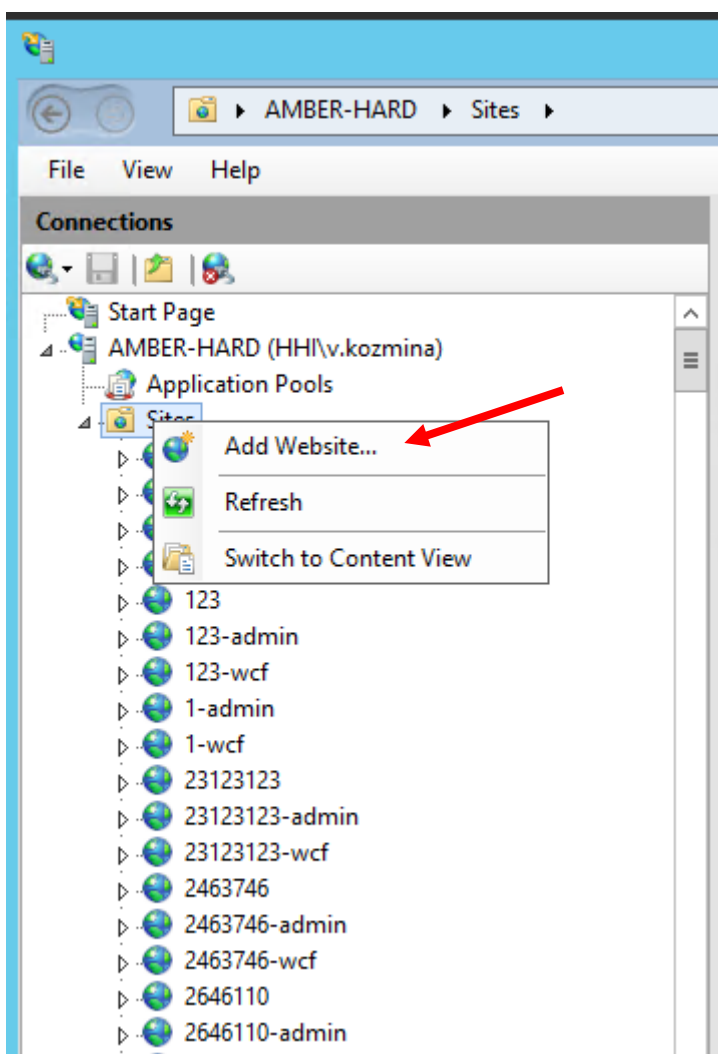 AMBER-HARD Sites
File View Help
Connections
Start Page
AMBER-HARD (HHI\v.kozmina)
Application Pools
Sites
Add Website...
Refresh
Switch to Content View
123
123-admin
123-wcf
1-admin
1-wcf
23123123
23123123-admin
23123123-wcf
2463746
2463746-admin
2463746-wcf
2646110
2646110-admin